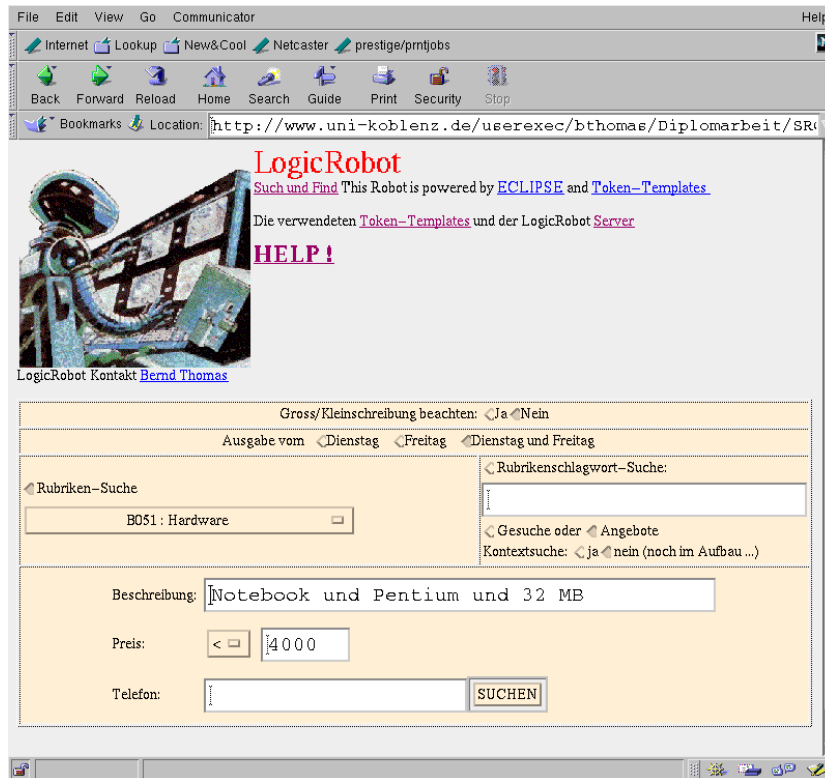 File Edit View Go Communicator Help
Internet Lookup New&Cool Netcaster prestige/prntjobs
Back Forward Reload Home Search Guide Print Security Stop
Bookmarks Location: http://www.uni-koblenz.de/userexec/bthomas/Diplomarbeit/SR
LogicRobot
Such und Find This Robot is powered by ECLIPSE and Token-Templates
Die verwendeten Token-Templates und der LogicRobot Server
HELP !
LogicRobot Kontakt Bernd Thomas
Gross/Kleinschreibung beachten: Ja Nein
Ausgabe vom Dienstag Freitag Dienstag und Freitag
Rubriken-Suche
B051 : Hardware
Rubrikenschlagwort-Suche:
Gesuche oder Angebote
Kontextsuche: ja nein (noch im Aufbau ...)
Beschreibung: Notebook und Pentium und 32 MB
Preis: < 4000
Telefon: SUCHEN